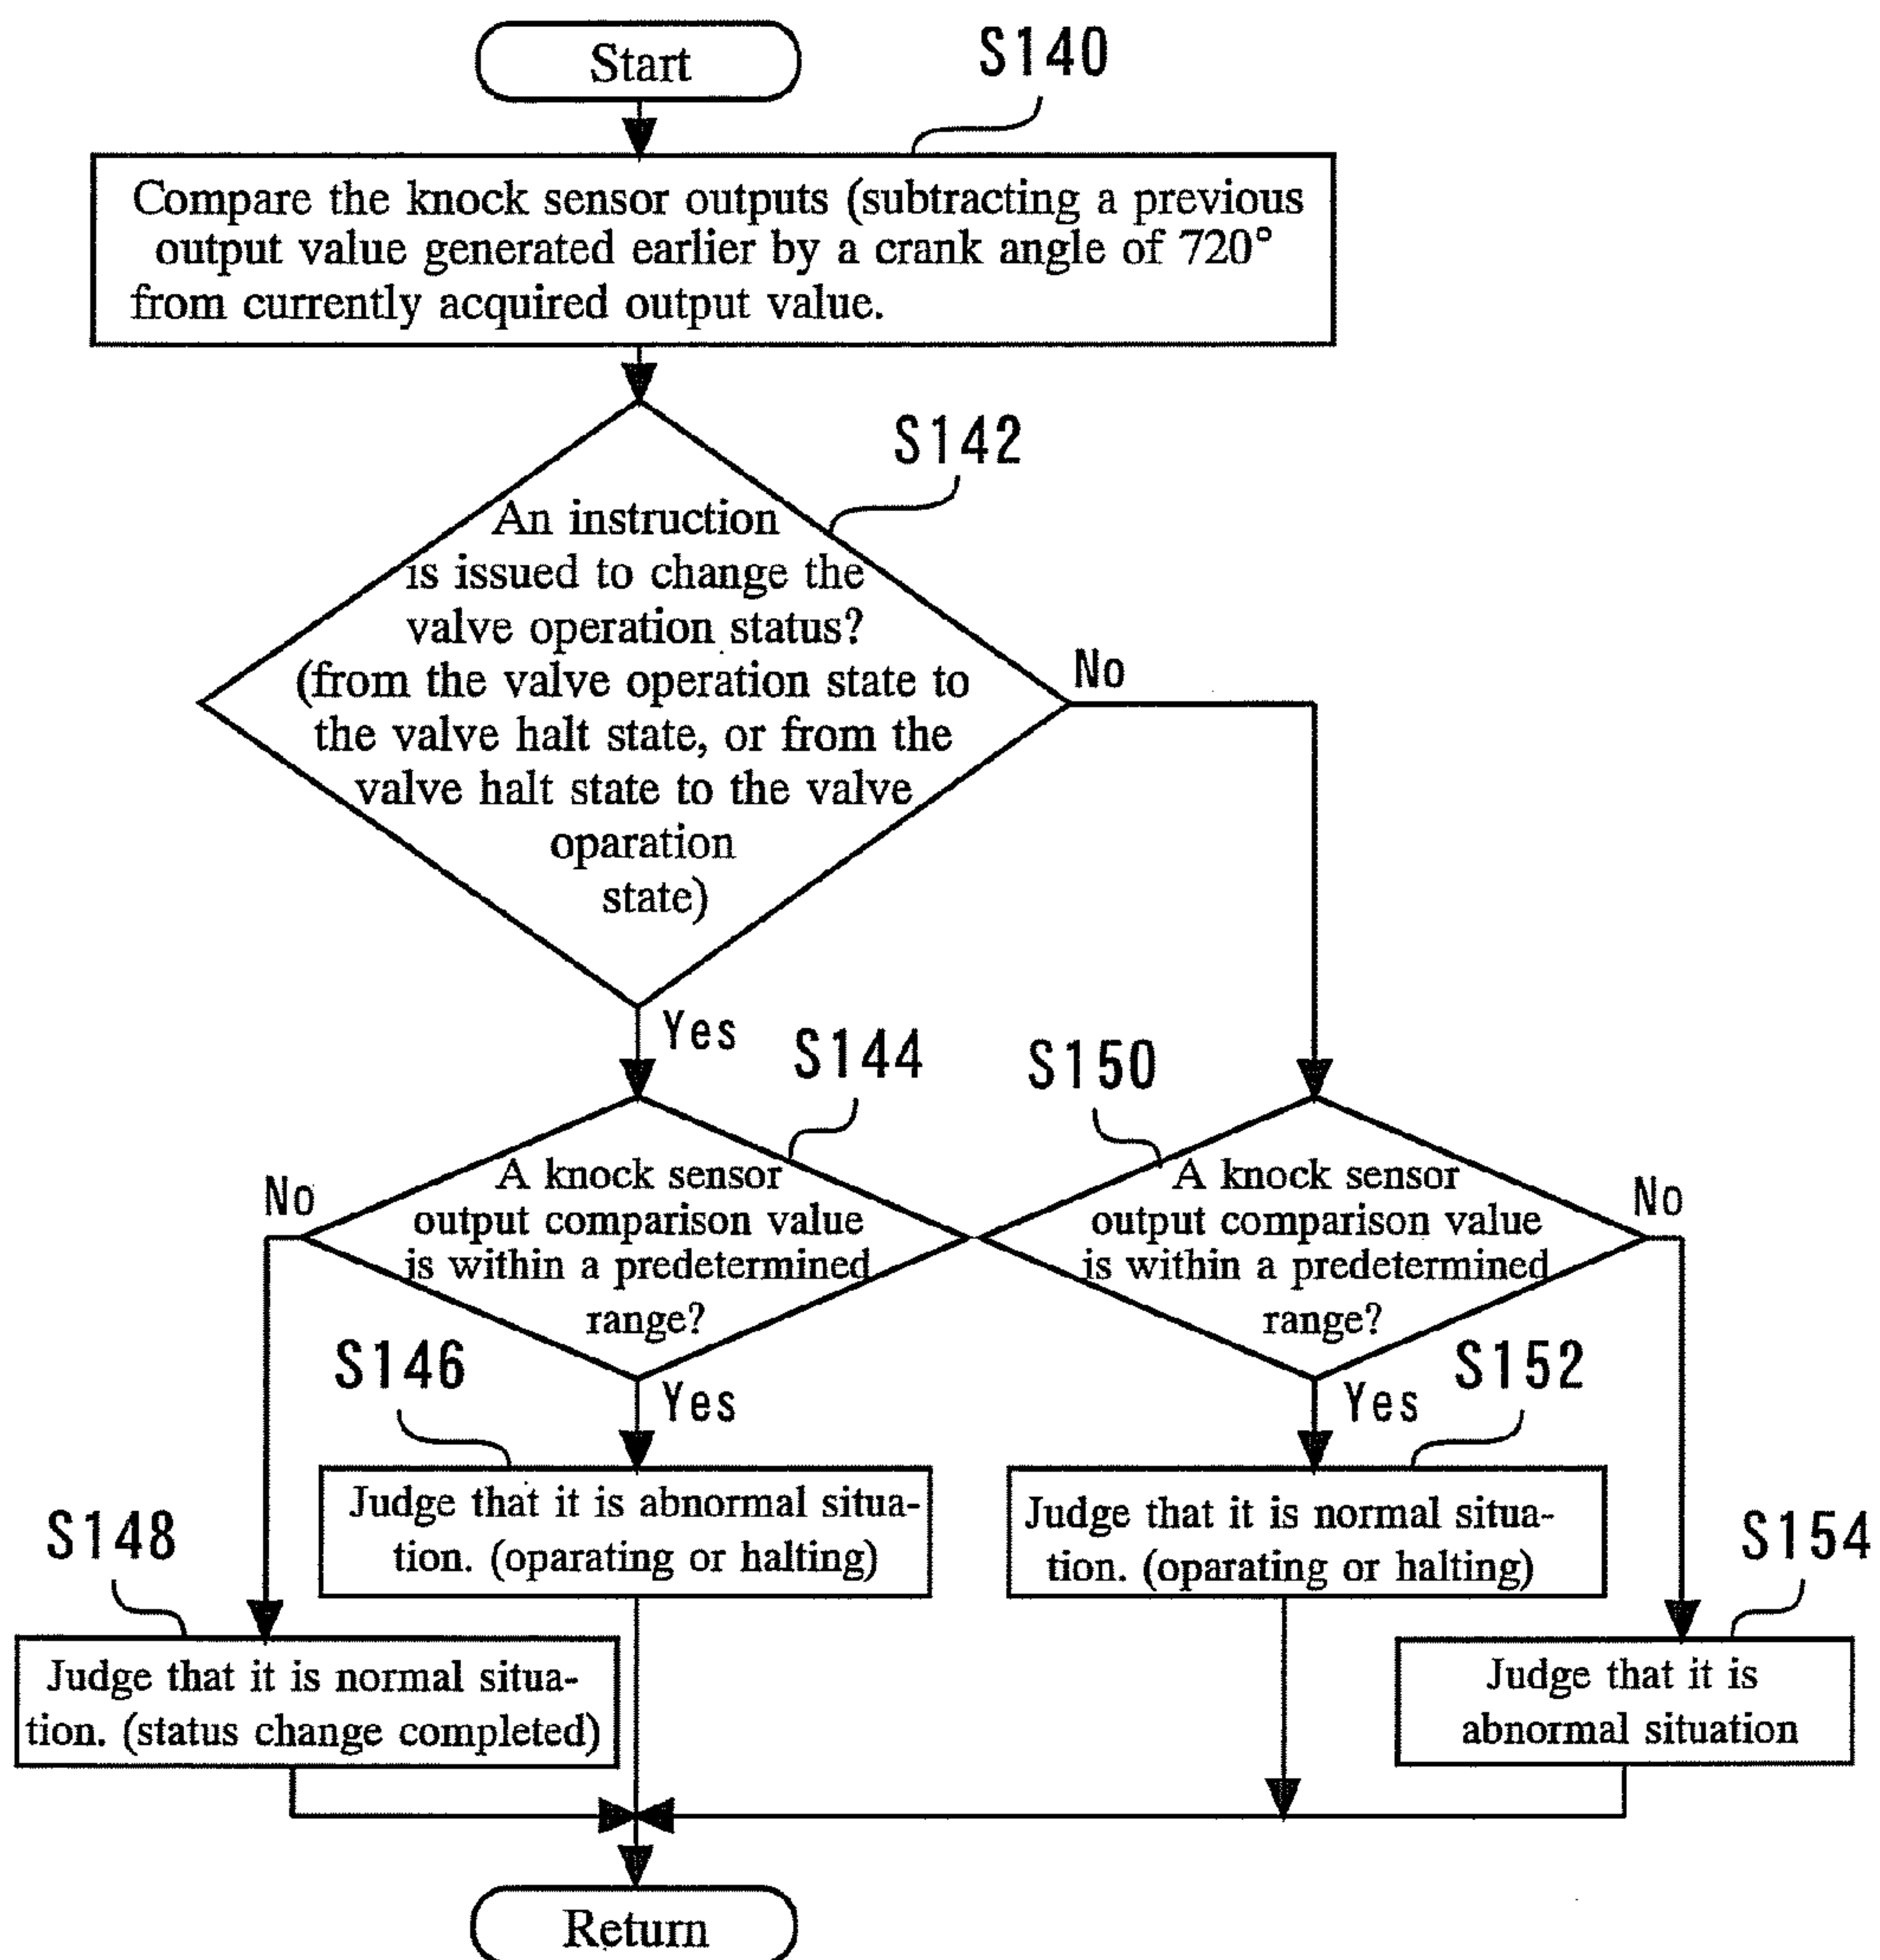 Start
S140
Compare the knock sensor outputs (subtracting a previous
output value generated earlier by a crank angle of 720°
from currently acquired output value.
S142
An instruction
is issued to change the
valve operation status?
(from the valve operation state to
the valve halt state, or from the
valve halt state to the valve
oparation
state)
No
Yes
S144
S150
No
A knock sensor
output comparison value
is within a predetermined
range?
A knock sensor
output comparison value
is within a predetermined
range?
No
S146
Yes
Yes
S152
Judge that it is abnormal situa-
tion. (oparating or halting)
Judge that it is normal situa-
tion. (oparating or halting)
S148
S154
Judge that it is normal situa-
tion. (status change completed)
Judge that it is
abnormal situation
Return